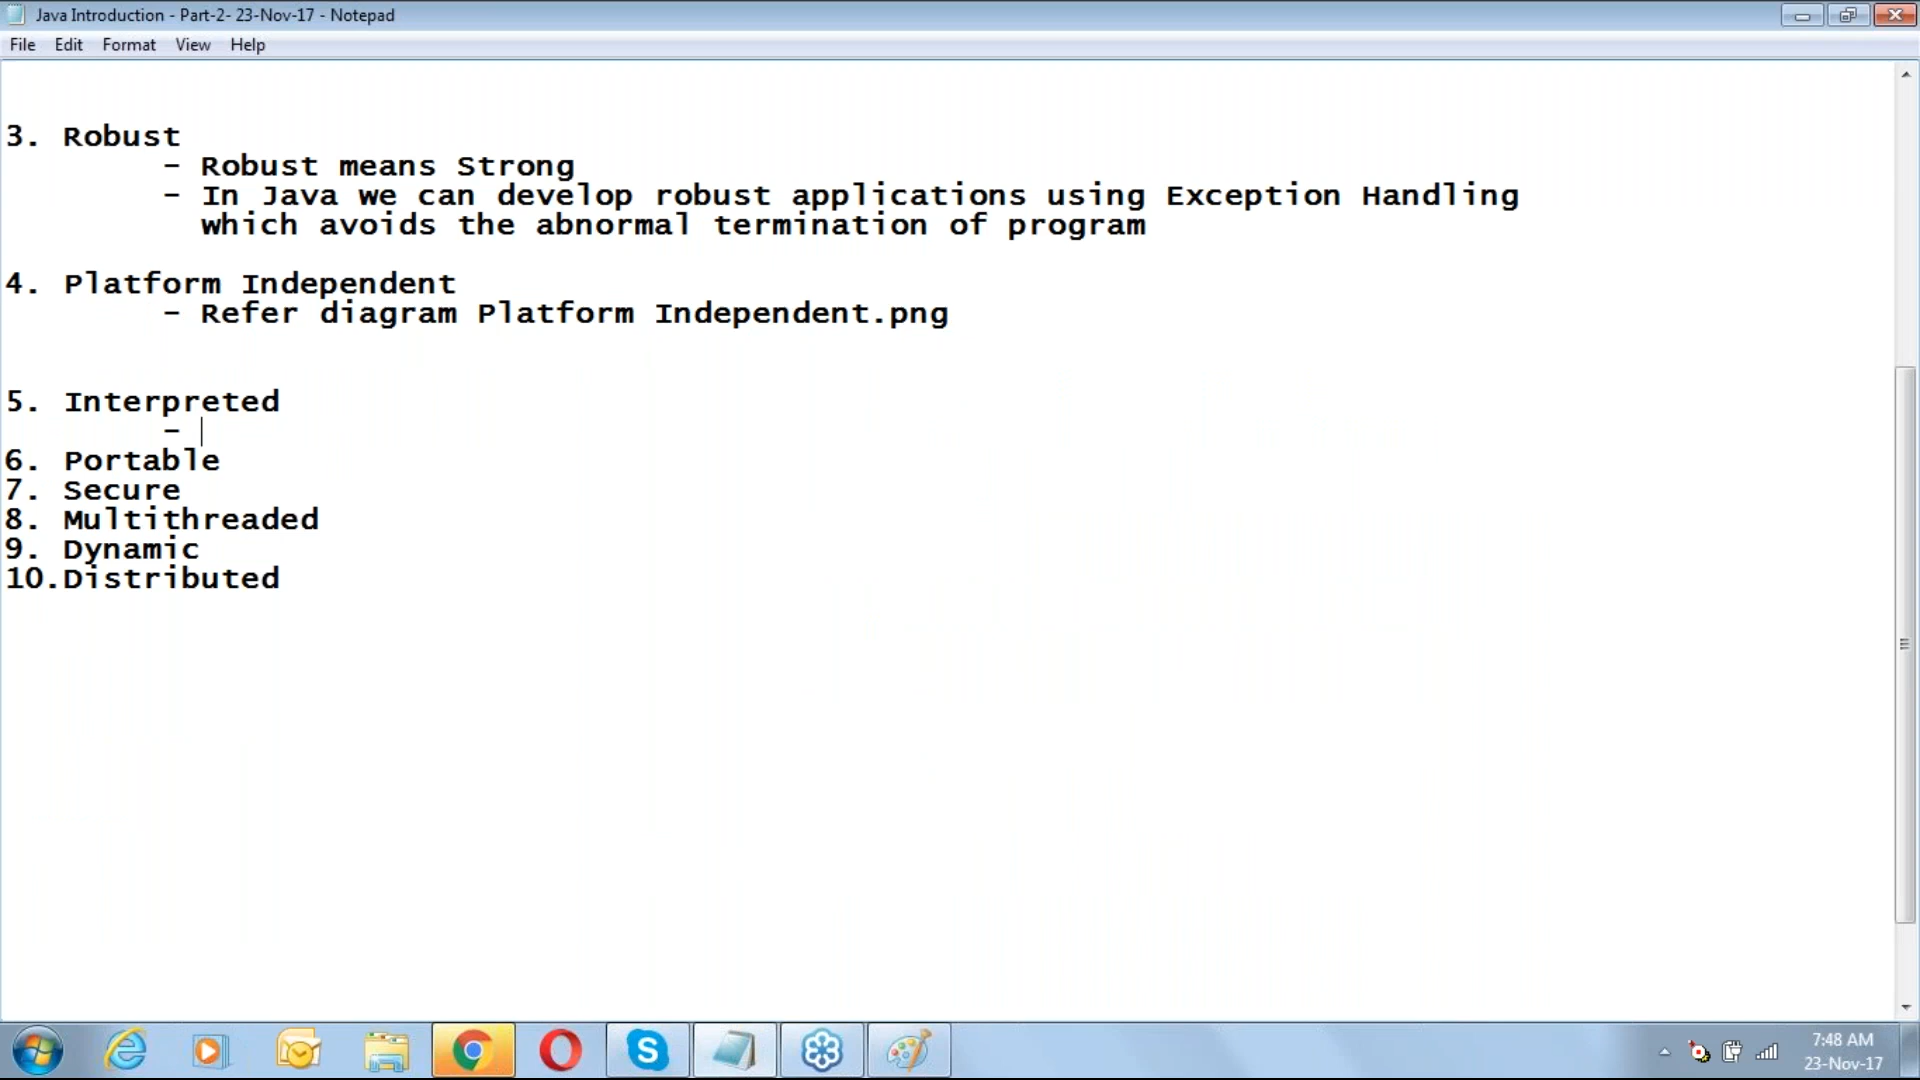 Java Introduction - Part-2- 23-Nov-17 - Notepad
File Edit Format View Help
3. Robust
- Robust means Strong
- In Java we can develop robust applications using Exception Handling
which avoids the abnormal termination of program
4. Platform Independent
- Refer diagram Platform Independent.png
5. Interpreted
-
6. Portable
7. Secure
8. Multithreaded
9. Dynamic
10.Distributed
7:48 AM
23-Nov-17